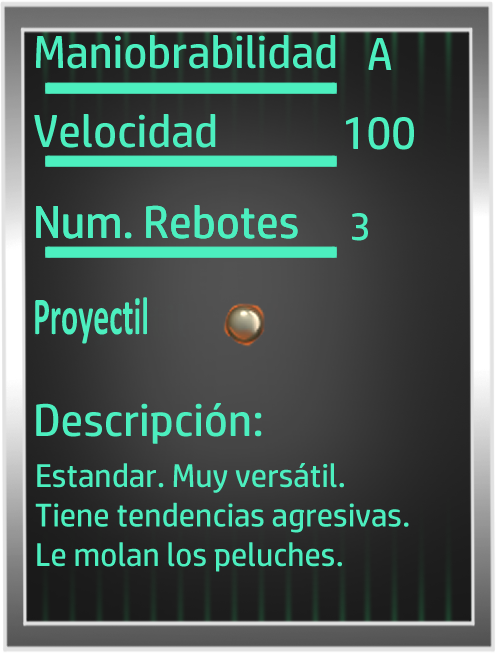 Maniobrabilidad A
Velocidad 100
Num. Rebotes 3
Proyectil
Descripción:
Estandar. Muy versátil.
Tiene tendencias agresivas.
Le molan los peluches.